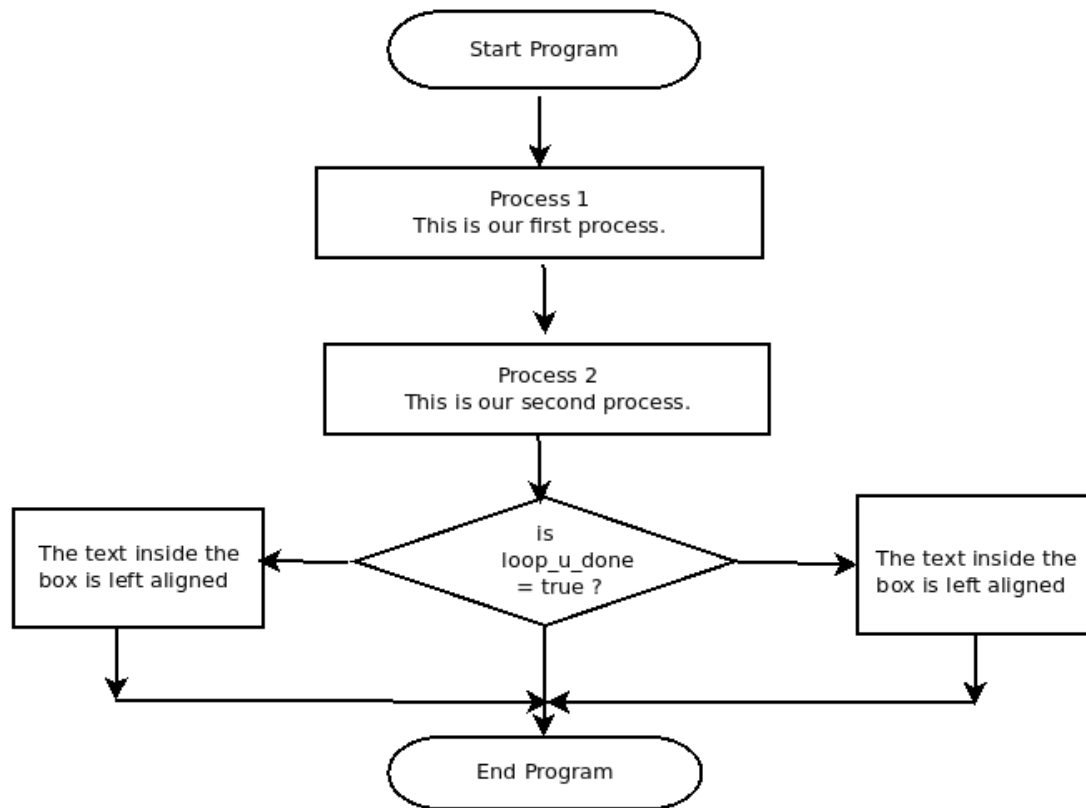 Start Program
Process 1
This is our first process.
Process 2
This is our second process.
is
loop_u_done
= true ?
The text inside the
box is left aligned
The text inside the
box is left aligned
End Program